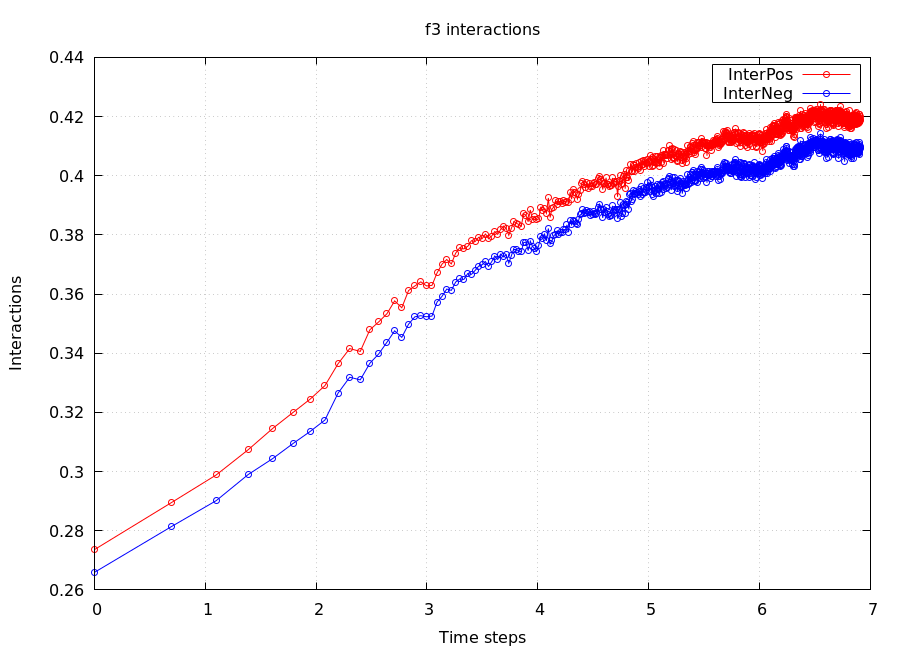 f3 interactions
InterPos
InterNeg
0.44
0.42
0.4
0.38
0.36
0.34
0.32
0.3
0.28
0.26
Interactions
0 1 2 3 4 5 6 7
Time steps